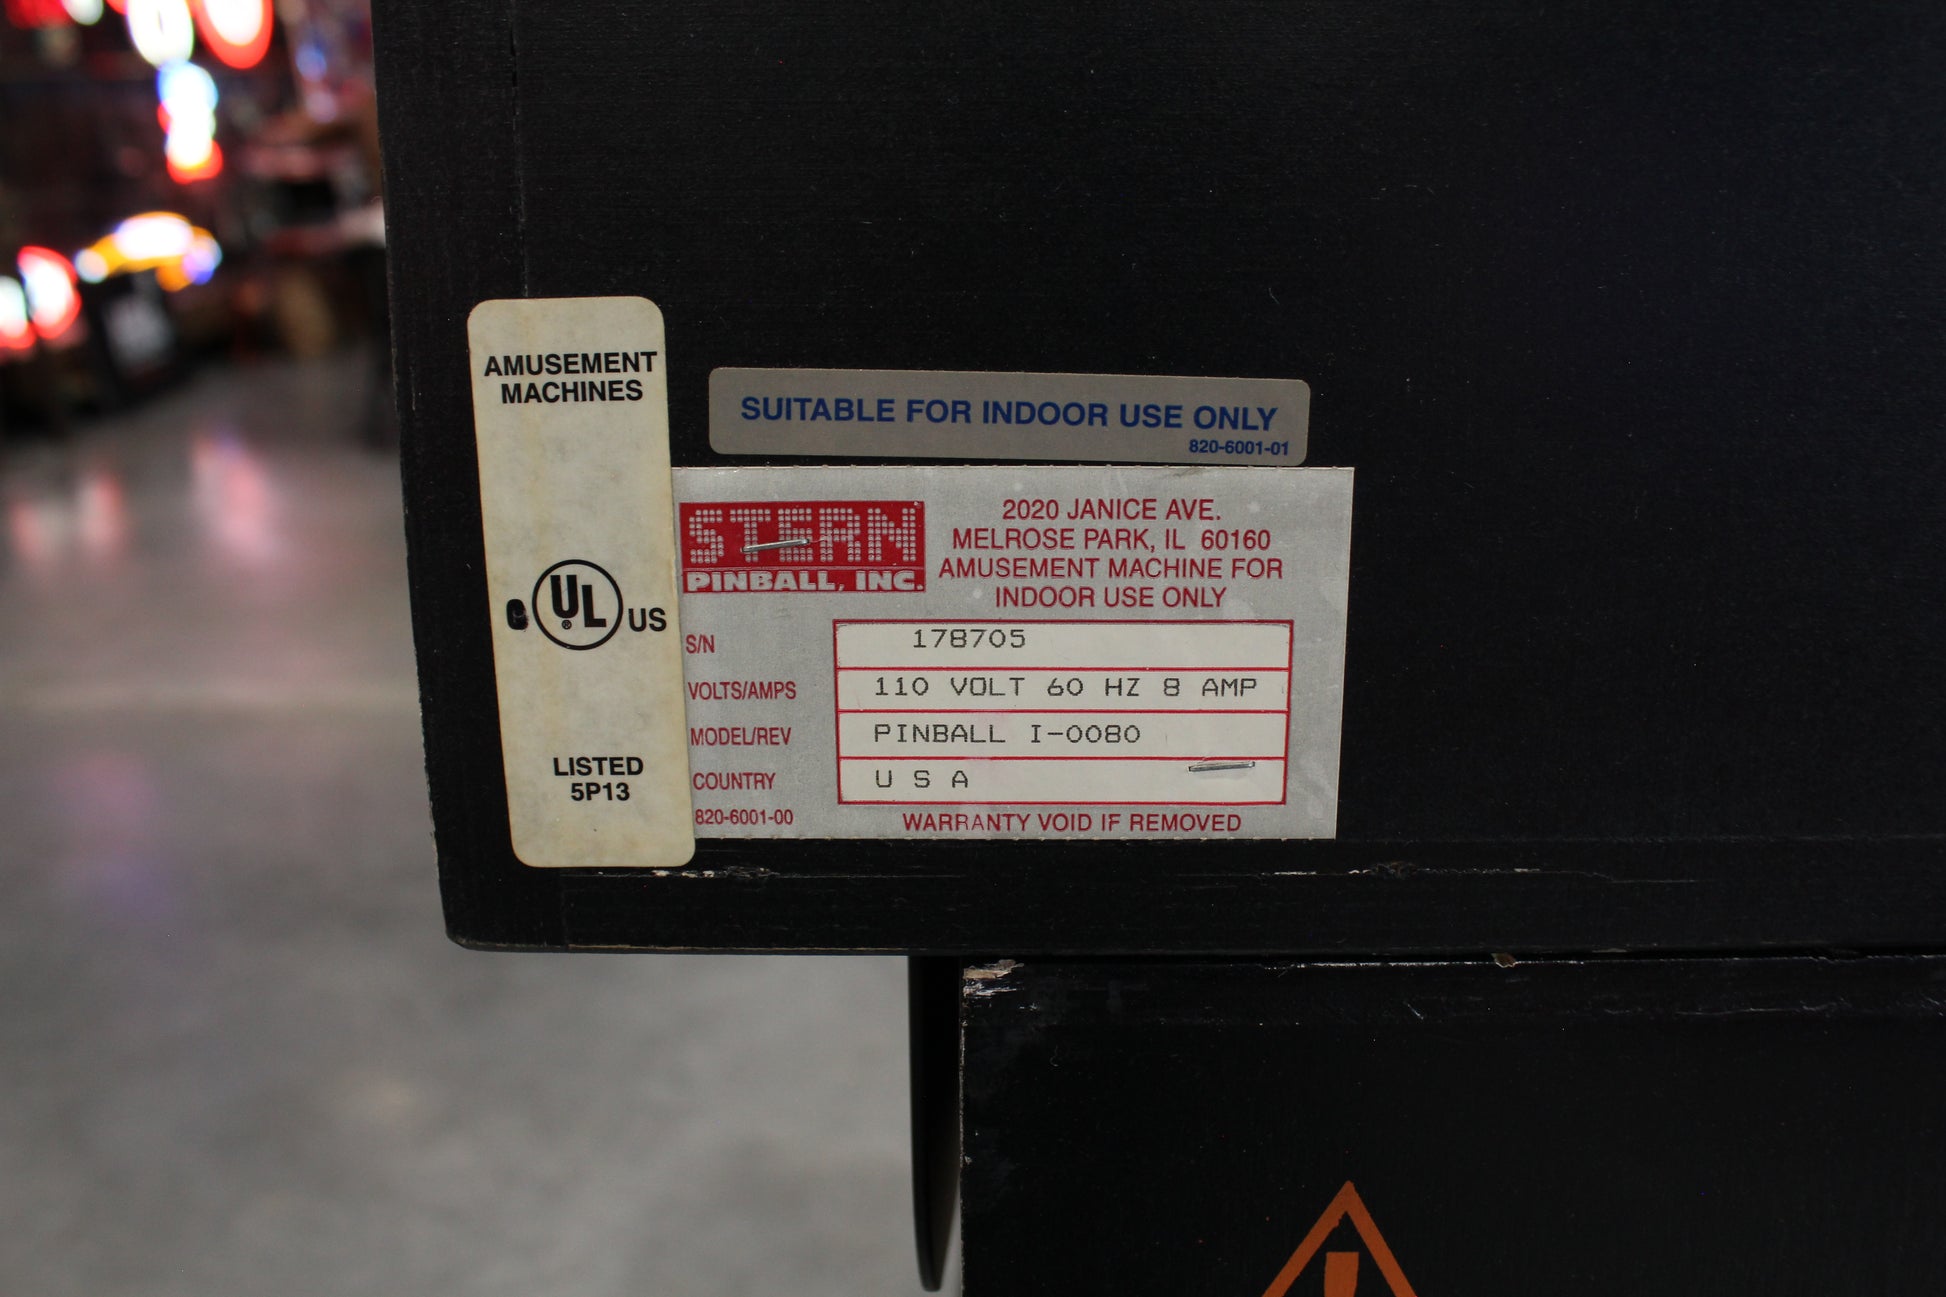 AMUSEMENT
MACHINES
C UL® US
LISTED
5P13
SUITABLE FOR INDOOR USE ONLY
820-6001-01
STERN
PINBALL, INC.
2020 JANICE AVE.
MELROSE PARK, IL 60160
AMUSEMENT MACHINE FOR
INDOOR USE ONLY
S/N 178705
VOLTS/AMPS 110 VOLT 60 HZ 8 AMP
MODEL/REV PINBALL I-0080
COUNTRY U S A
820-6001-00 WARRANTY VOID IF REMOVED